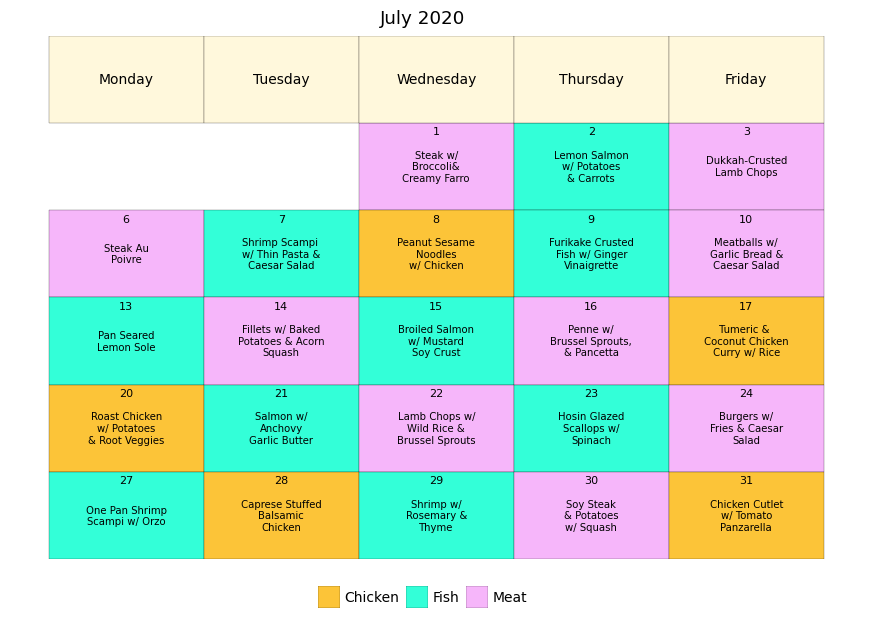 July 2020
Monday
Tuesday
Wednesday
Thursday
Friday
1
Steak w/
Broccoli&
Creamy Farro
2
Lemon Salmon
w/ Potatoes
& Carrots
3
Dukkah-Crusted
Lamb Chops
6
Steak Au
Poivre
7
Shrimp Scampi
w/ Thin Pasta &
Caesar Salad
8
Peanut Sesame
Noodles
w/ Chicken
9
Furikake Crusted
Fish w/ Ginger
Vinaigrette
10
Meatballs w/
Garlic Bread &
Caesar Salad
13
Pan Seared
Lemon Sole
14
Fillets w/ Baked
Potatoes & Acorn
Squash
15
Broiled Salmon
w/ Mustard
Soy Crust
16
Penne w/
Brussel Sprouts,
& Pancetta
17
Tumeric &
Coconut Chicken
Curry w/ Rice
20
Roast Chicken
w/ Potatoes
& Root Veggies
21
Salmon w/
Anchovy
Garlic Butter
22
Lamb Chops w/
Wild Rice &
Brussel Sprouts
23
Hosin Glazed
Scallops w/
Spinach
24
Burgers w/
Fries & Caesar
Salad
27
One Pan Shrimp
Scampi w/ Orzo
28
Caprese Stuffed
Balsamic
Chicken
29
Shrimp w/
Rosemary &
Thyme
30
Soy Steak
& Potatoes
w/ Squash
31
Chicken Cutlet
w/ Tomato
Panzarella
Chicken
Fish
Meat